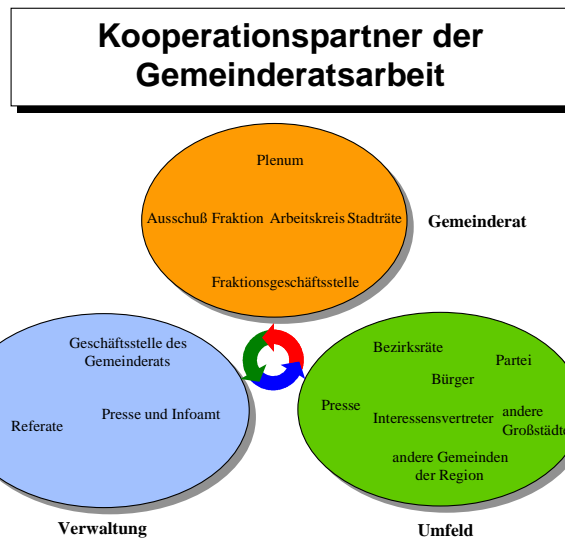 Kooperationspartner der
Gemeinderatsarbeit
Plenum
Ausschuß Fraktion Arbeitskreis Stadträte
Gemeinderat
Fraktionsgeschäftsstelle
Geschäftsstelle des
Gemeinderats
Presse und Infoamt
Referate
Verwaltung
Bezirksräte
Partei
Bürger
Presse
Interessensvertreter
andere
Großstädte
andere Gemeinden
der Region
Umfeld